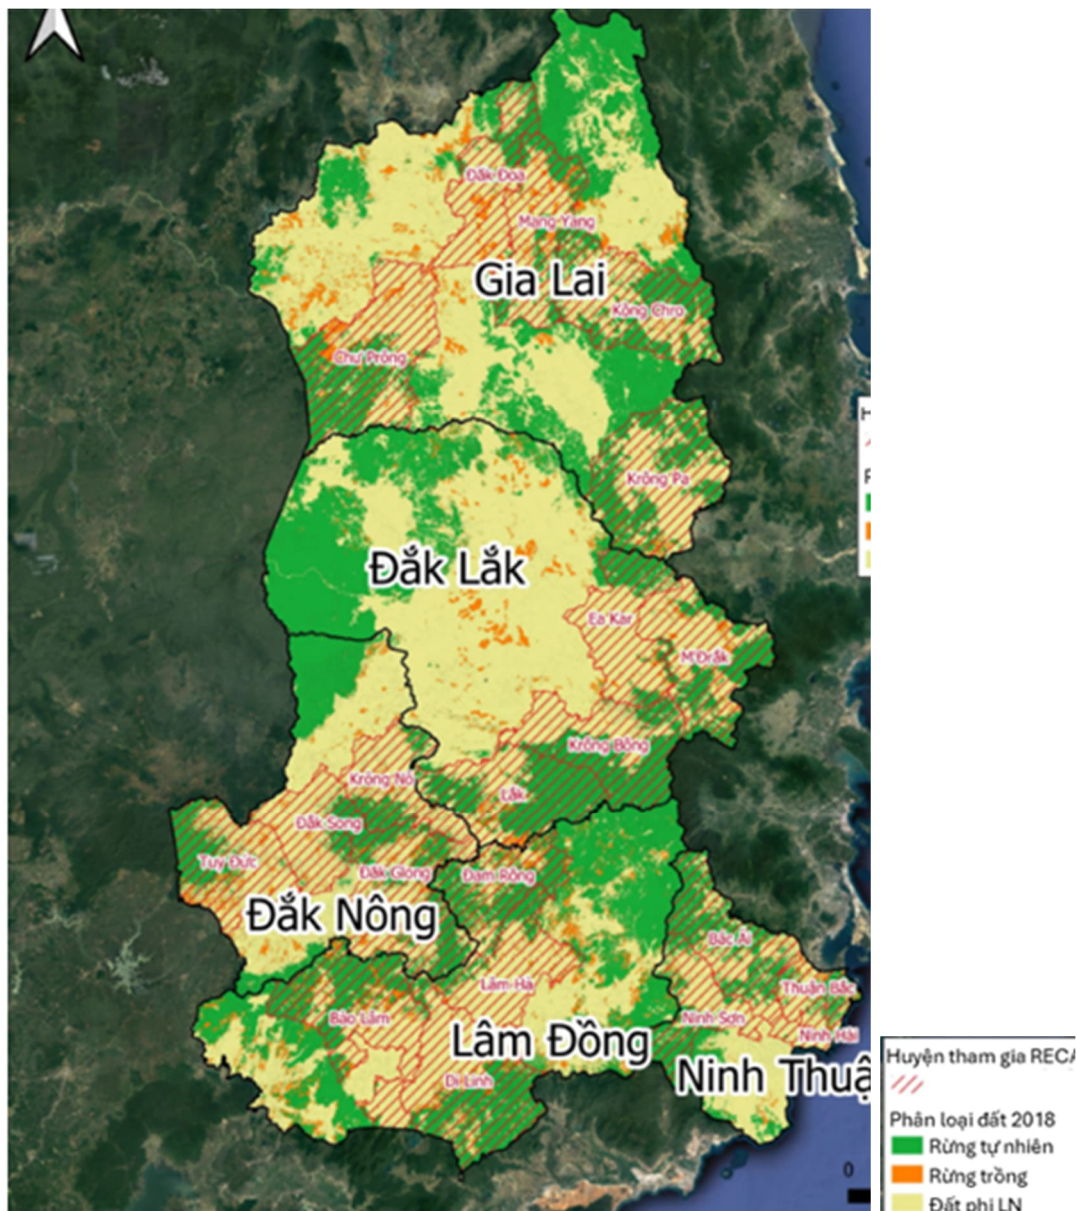 Đăk Đoa
Mang Yang
Gia Lai
Kông Chro
Chư Prông
Krông Pa
Đắk Lắk
Ea Kar
M'Đrắk
Krông Bông
Krông Nô
Lắk
Đắk Song
Tuy Đức
Đắk Glong
Đam Rông
Đắk Nông
Bác Ái
Lâm Hà
Thuận Bắc
Bảo Lâm
Ninh Sơn
Ninh Hải
Lâm Đồng
Ninh Thuậ
Di Linh
0
Huyện tham gia RECA
Phân loại đất 2018
Rừng tự nhiên
Rừng trồng
Đất phi LN